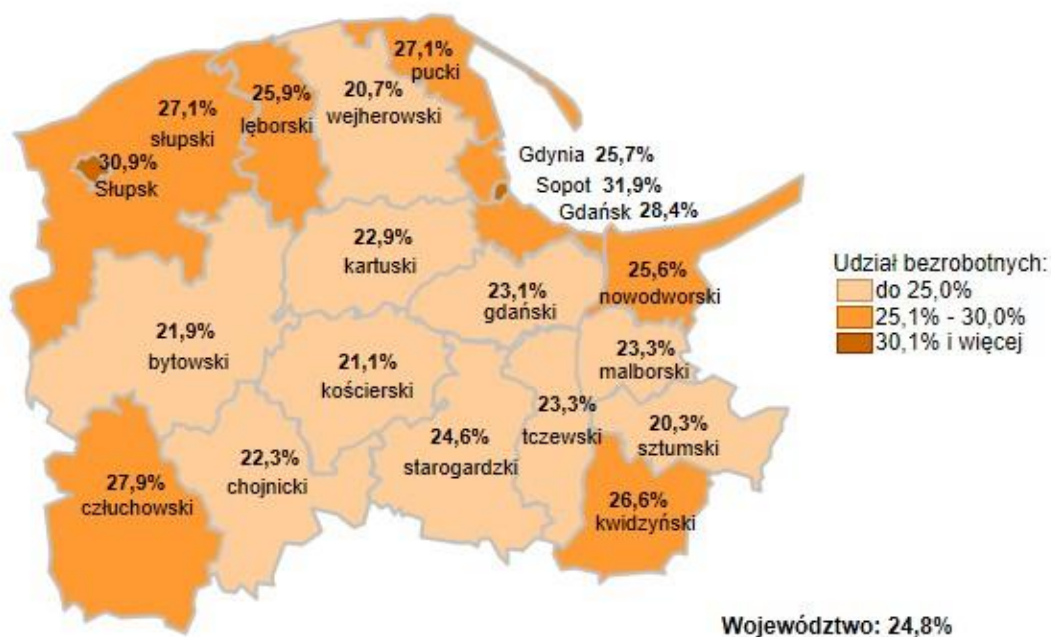 27,1%
pucki
25,9%
lęborski
20,7%
wejherowski
27,1%
słupski
30,9%
Słupsk
Gdynia 25,7%
Sopot 31,9%
Gdańsk 28,4%
22,9%
kartuski
23,1%
gdański
25,6%
nowodworski
Udział bezrobotnych:
do 25,0%
25,1% - 30,0%
30,1% i więcej
21,9%
bytowski
21,1%
kościerski
23,3%
malborski
23,3%
tczewski
20,3%
sztumski
24,6%
starogardzki
22,3%
chojnicki
27,9%
człuchowski
26,6%
kwidzyński
Województwo: 24,8%